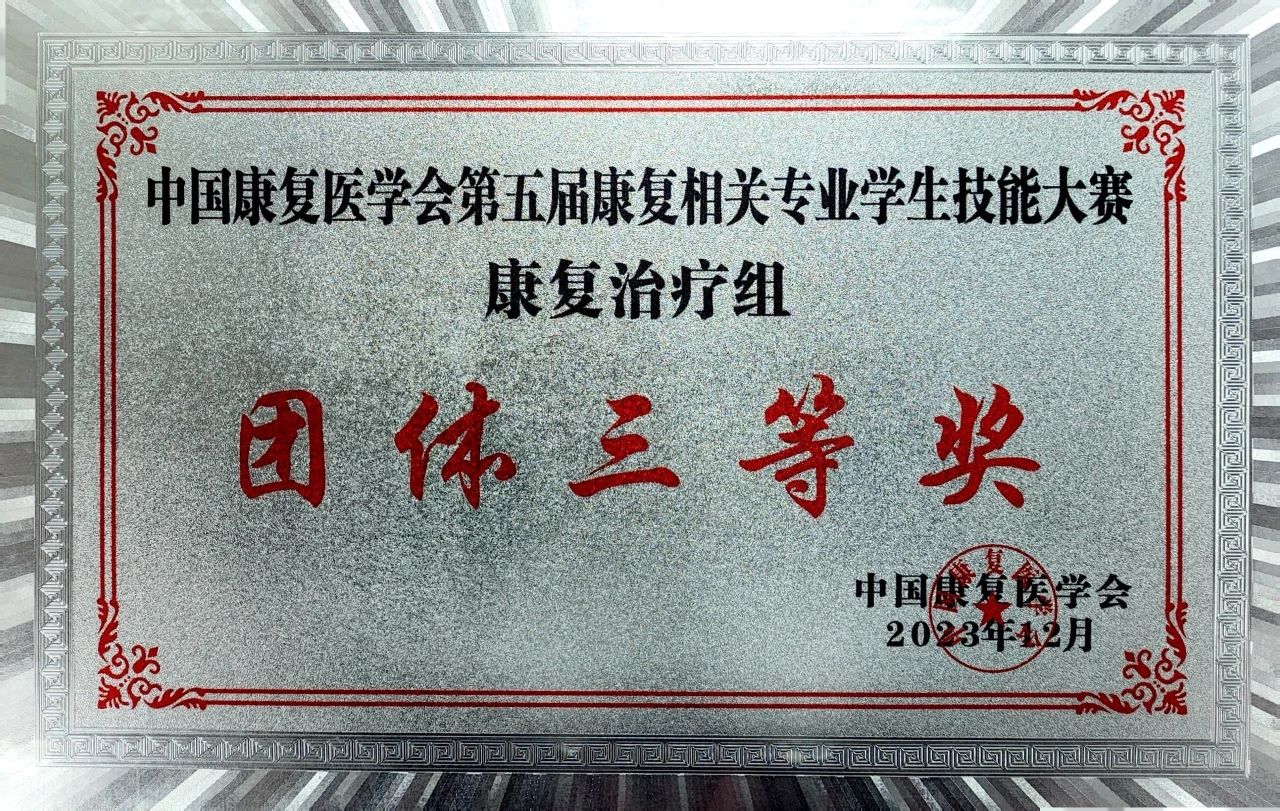 中国康复医学会第五届康复相关专业学生技能大赛
康复治疗组
团体三等奖
中国康复医学会
2023年12月